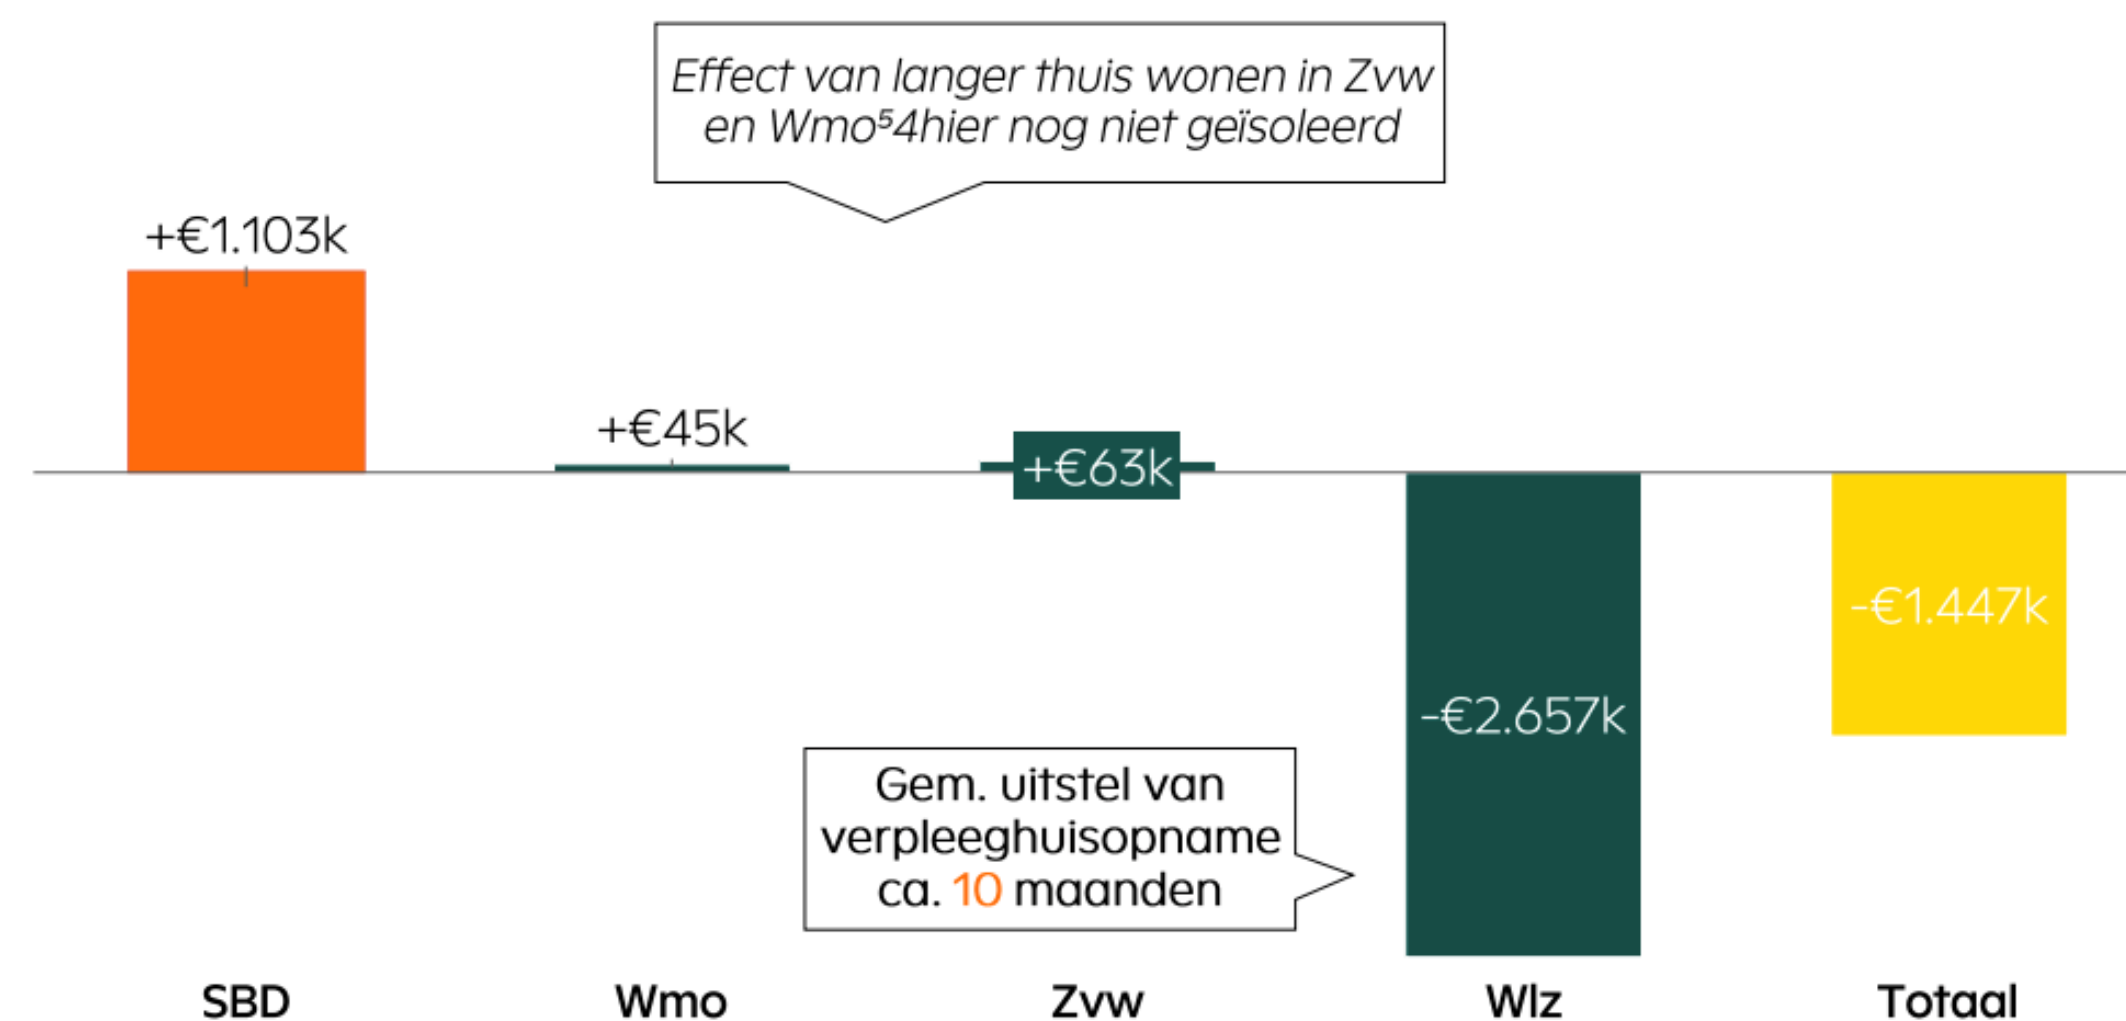 Effect van langer thuis wonen in Zvw
en Wmo⁵4hier nog niet geïsoleerd
+€1.103k
+€45k
+€63k
-€2.657k
-€1.447k
Gem. uitstel van
verpleeghuisopname
ca. 10 maanden
SBD
Wmo
Zvw
Wlz
Totaal